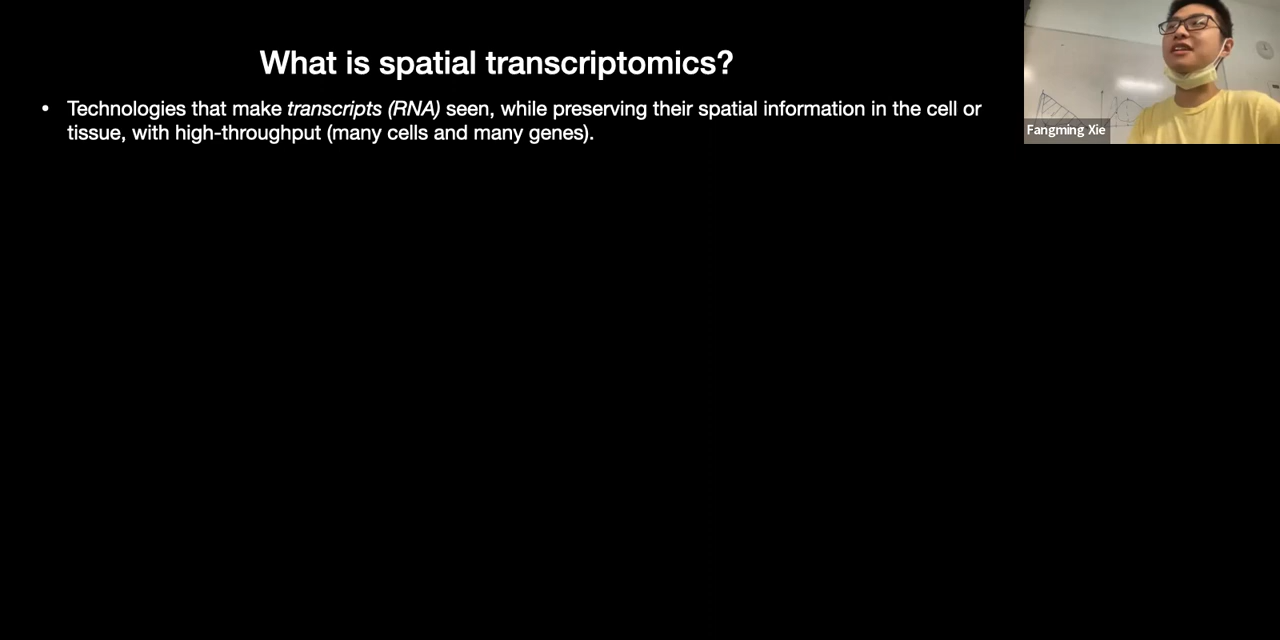 What is spatial transcriptomics?
• Technologies that make transcripts (RNA) seen, while preserving their spatial information in the cell or
tissue, with high-throughput (many cells and many genes).
Fangming Xie